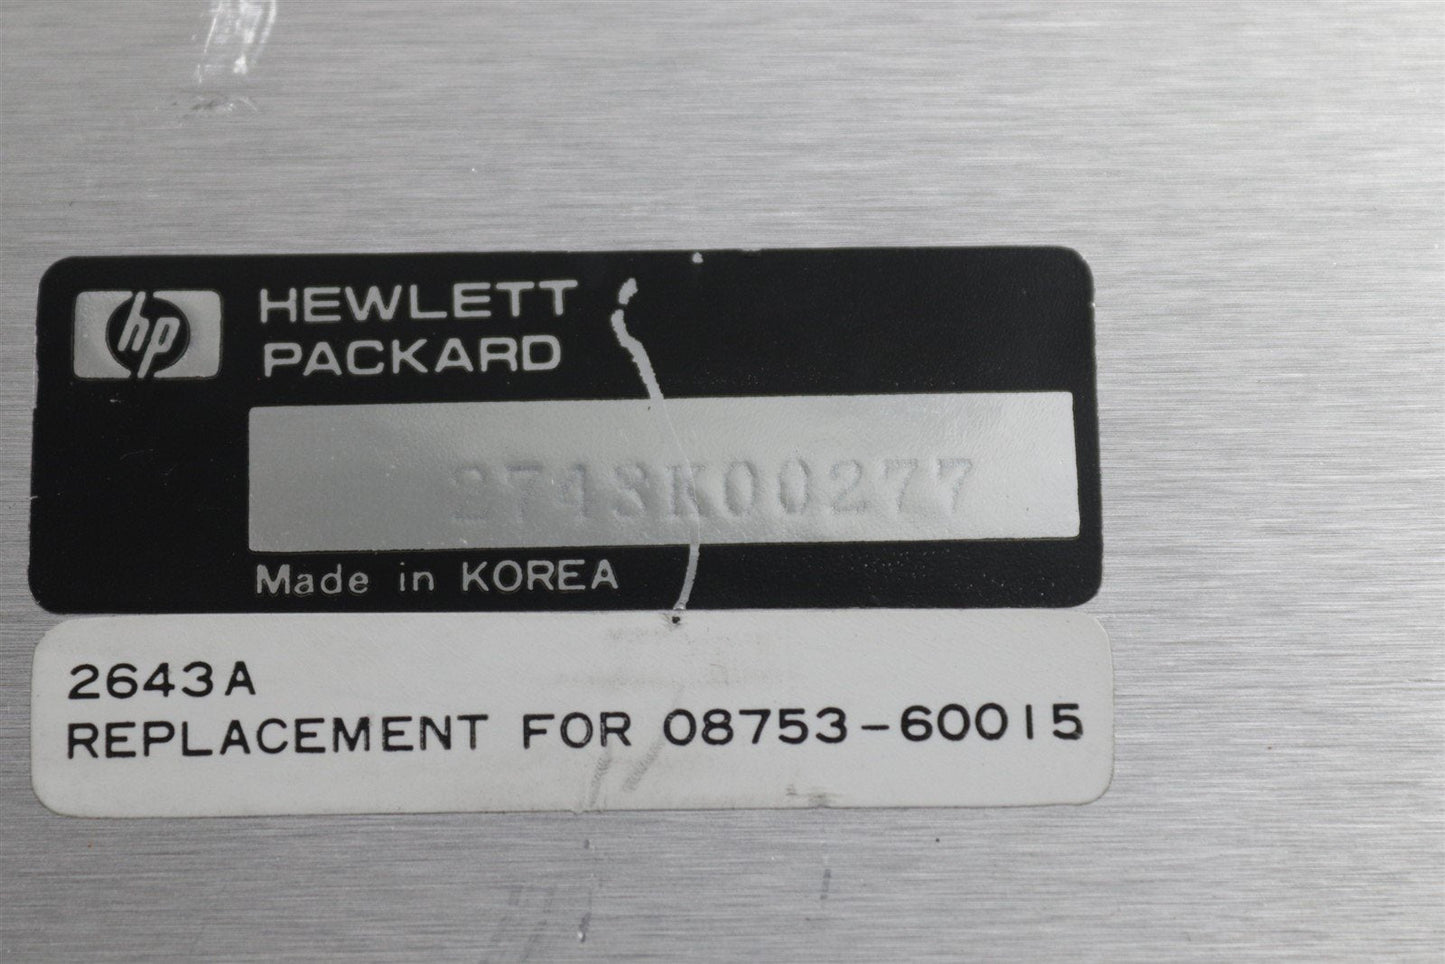 hp
HEWLETT
PACKARD
2743K00277
Made in KOREA
2643A
REPLACEMENT FOR 08753-60015